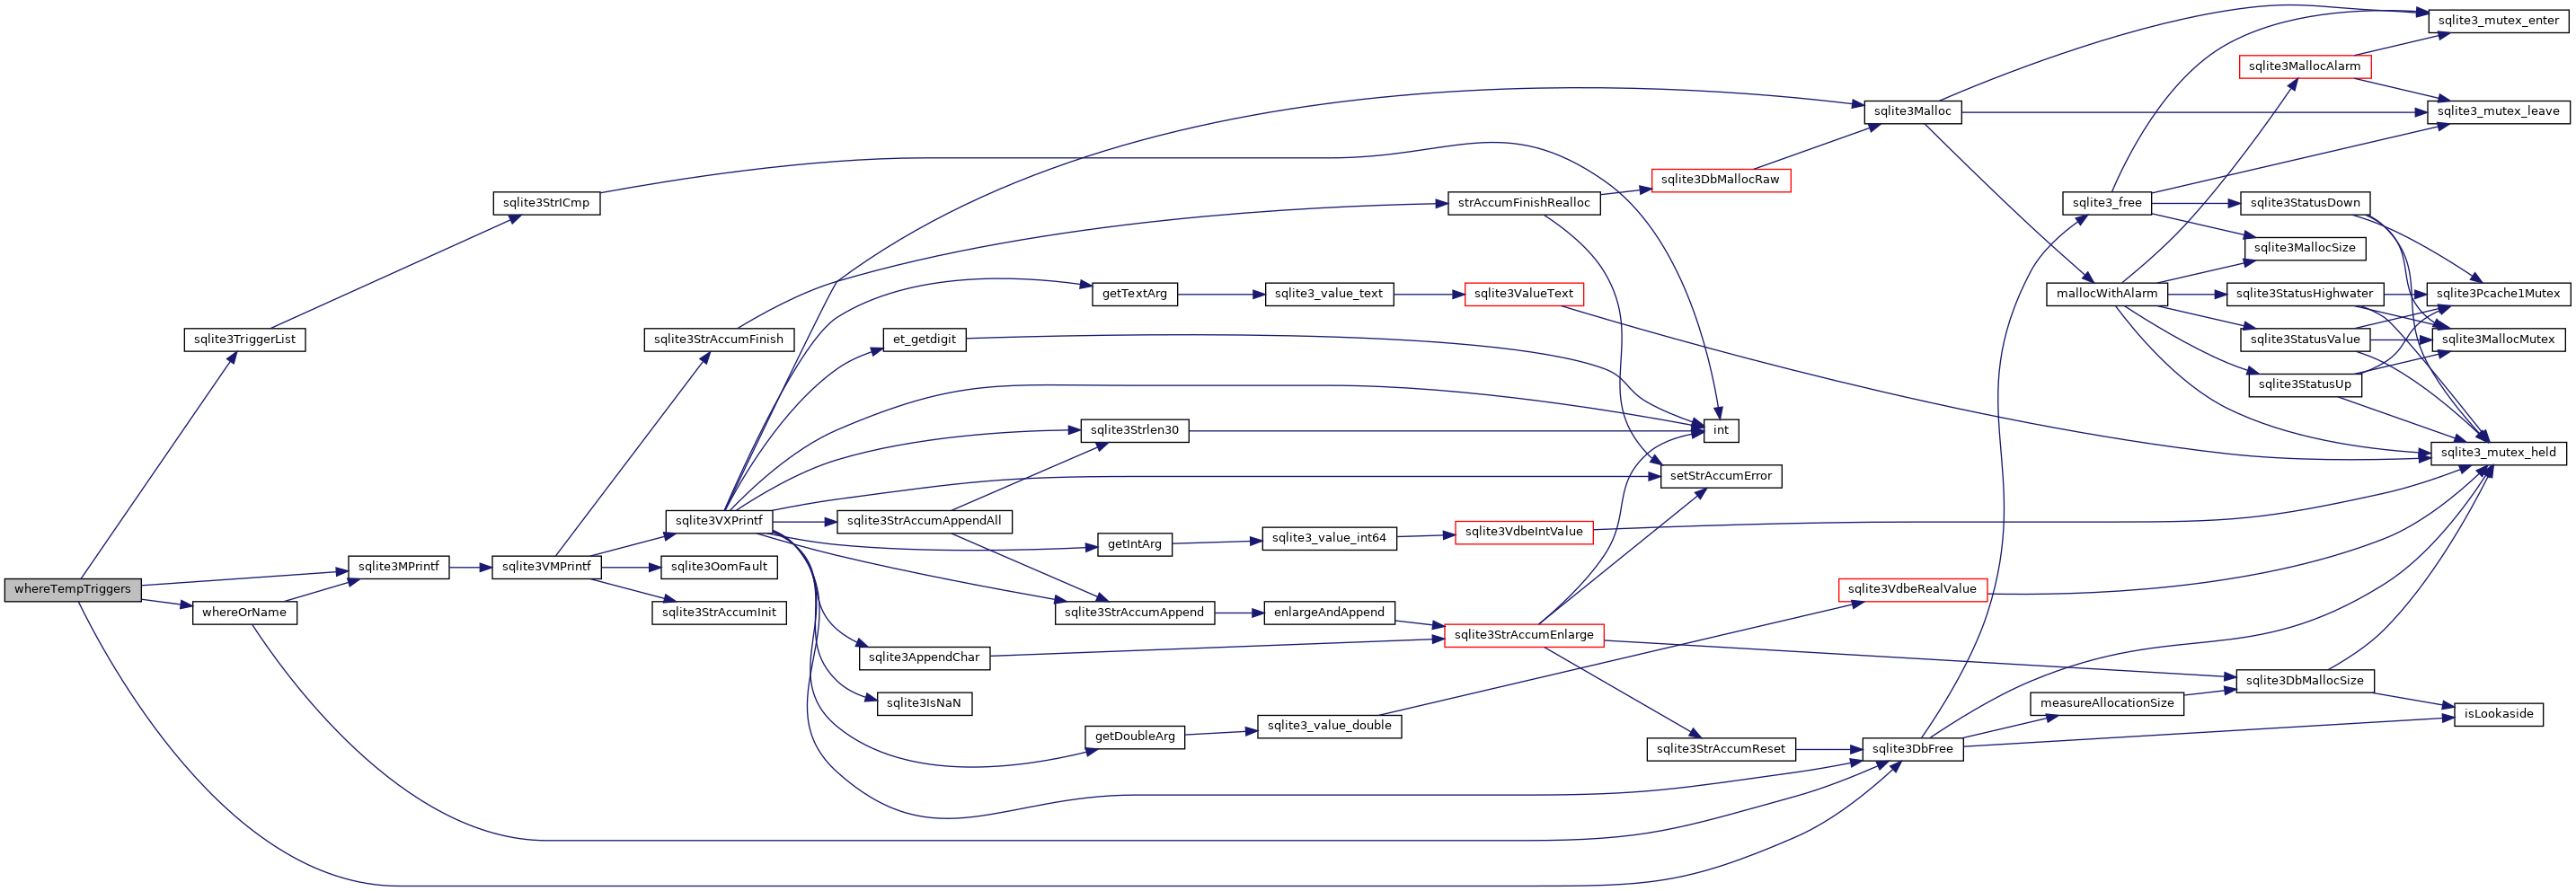 whereTempTriggers
sqlite3TriggerList
sqlite3MPrintf
whereOrName
sqlite3StrICmp
sqlite3VMPrintf
sqlite3StrAccumFinish
sqlite3VXPrintf
sqlite3OomFault
sqlite3StrAccumInit
et_getdigit
sqlite3StrAccumAppendAll
sqlite3AppendChar
sqlite3IsNaN
getTextArg
sqlite3Strlen30
getIntArg
sqlite3StrAccumAppend
getDoubleArg
sqlite3_value_text
sqlite3_value_int64
enlargeAndAppend
sqlite3_value_double
strAccumFinishRealloc
sqlite3ValueText
sqlite3VdbeIntValue
sqlite3StrAccumEnlarge
sqlite3DbMallocRaw
int
setStrAccumError
sqlite3StrAccumReset
sqlite3Malloc
sqlite3VdbeRealValue
sqlite3DbFree
sqlite3_free
mallocWithAlarm
measureAllocationSize
sqlite3MallocAlarm
sqlite3StatusDown
sqlite3MallocSize
sqlite3StatusHighwater
sqlite3StatusValue
sqlite3StatusUp
sqlite3DbMallocSize
sqlite3_mutex_enter
sqlite3_mutex_leave
sqlite3Pcache1Mutex
sqlite3MallocMutex
sqlite3_mutex_held
isLookaside